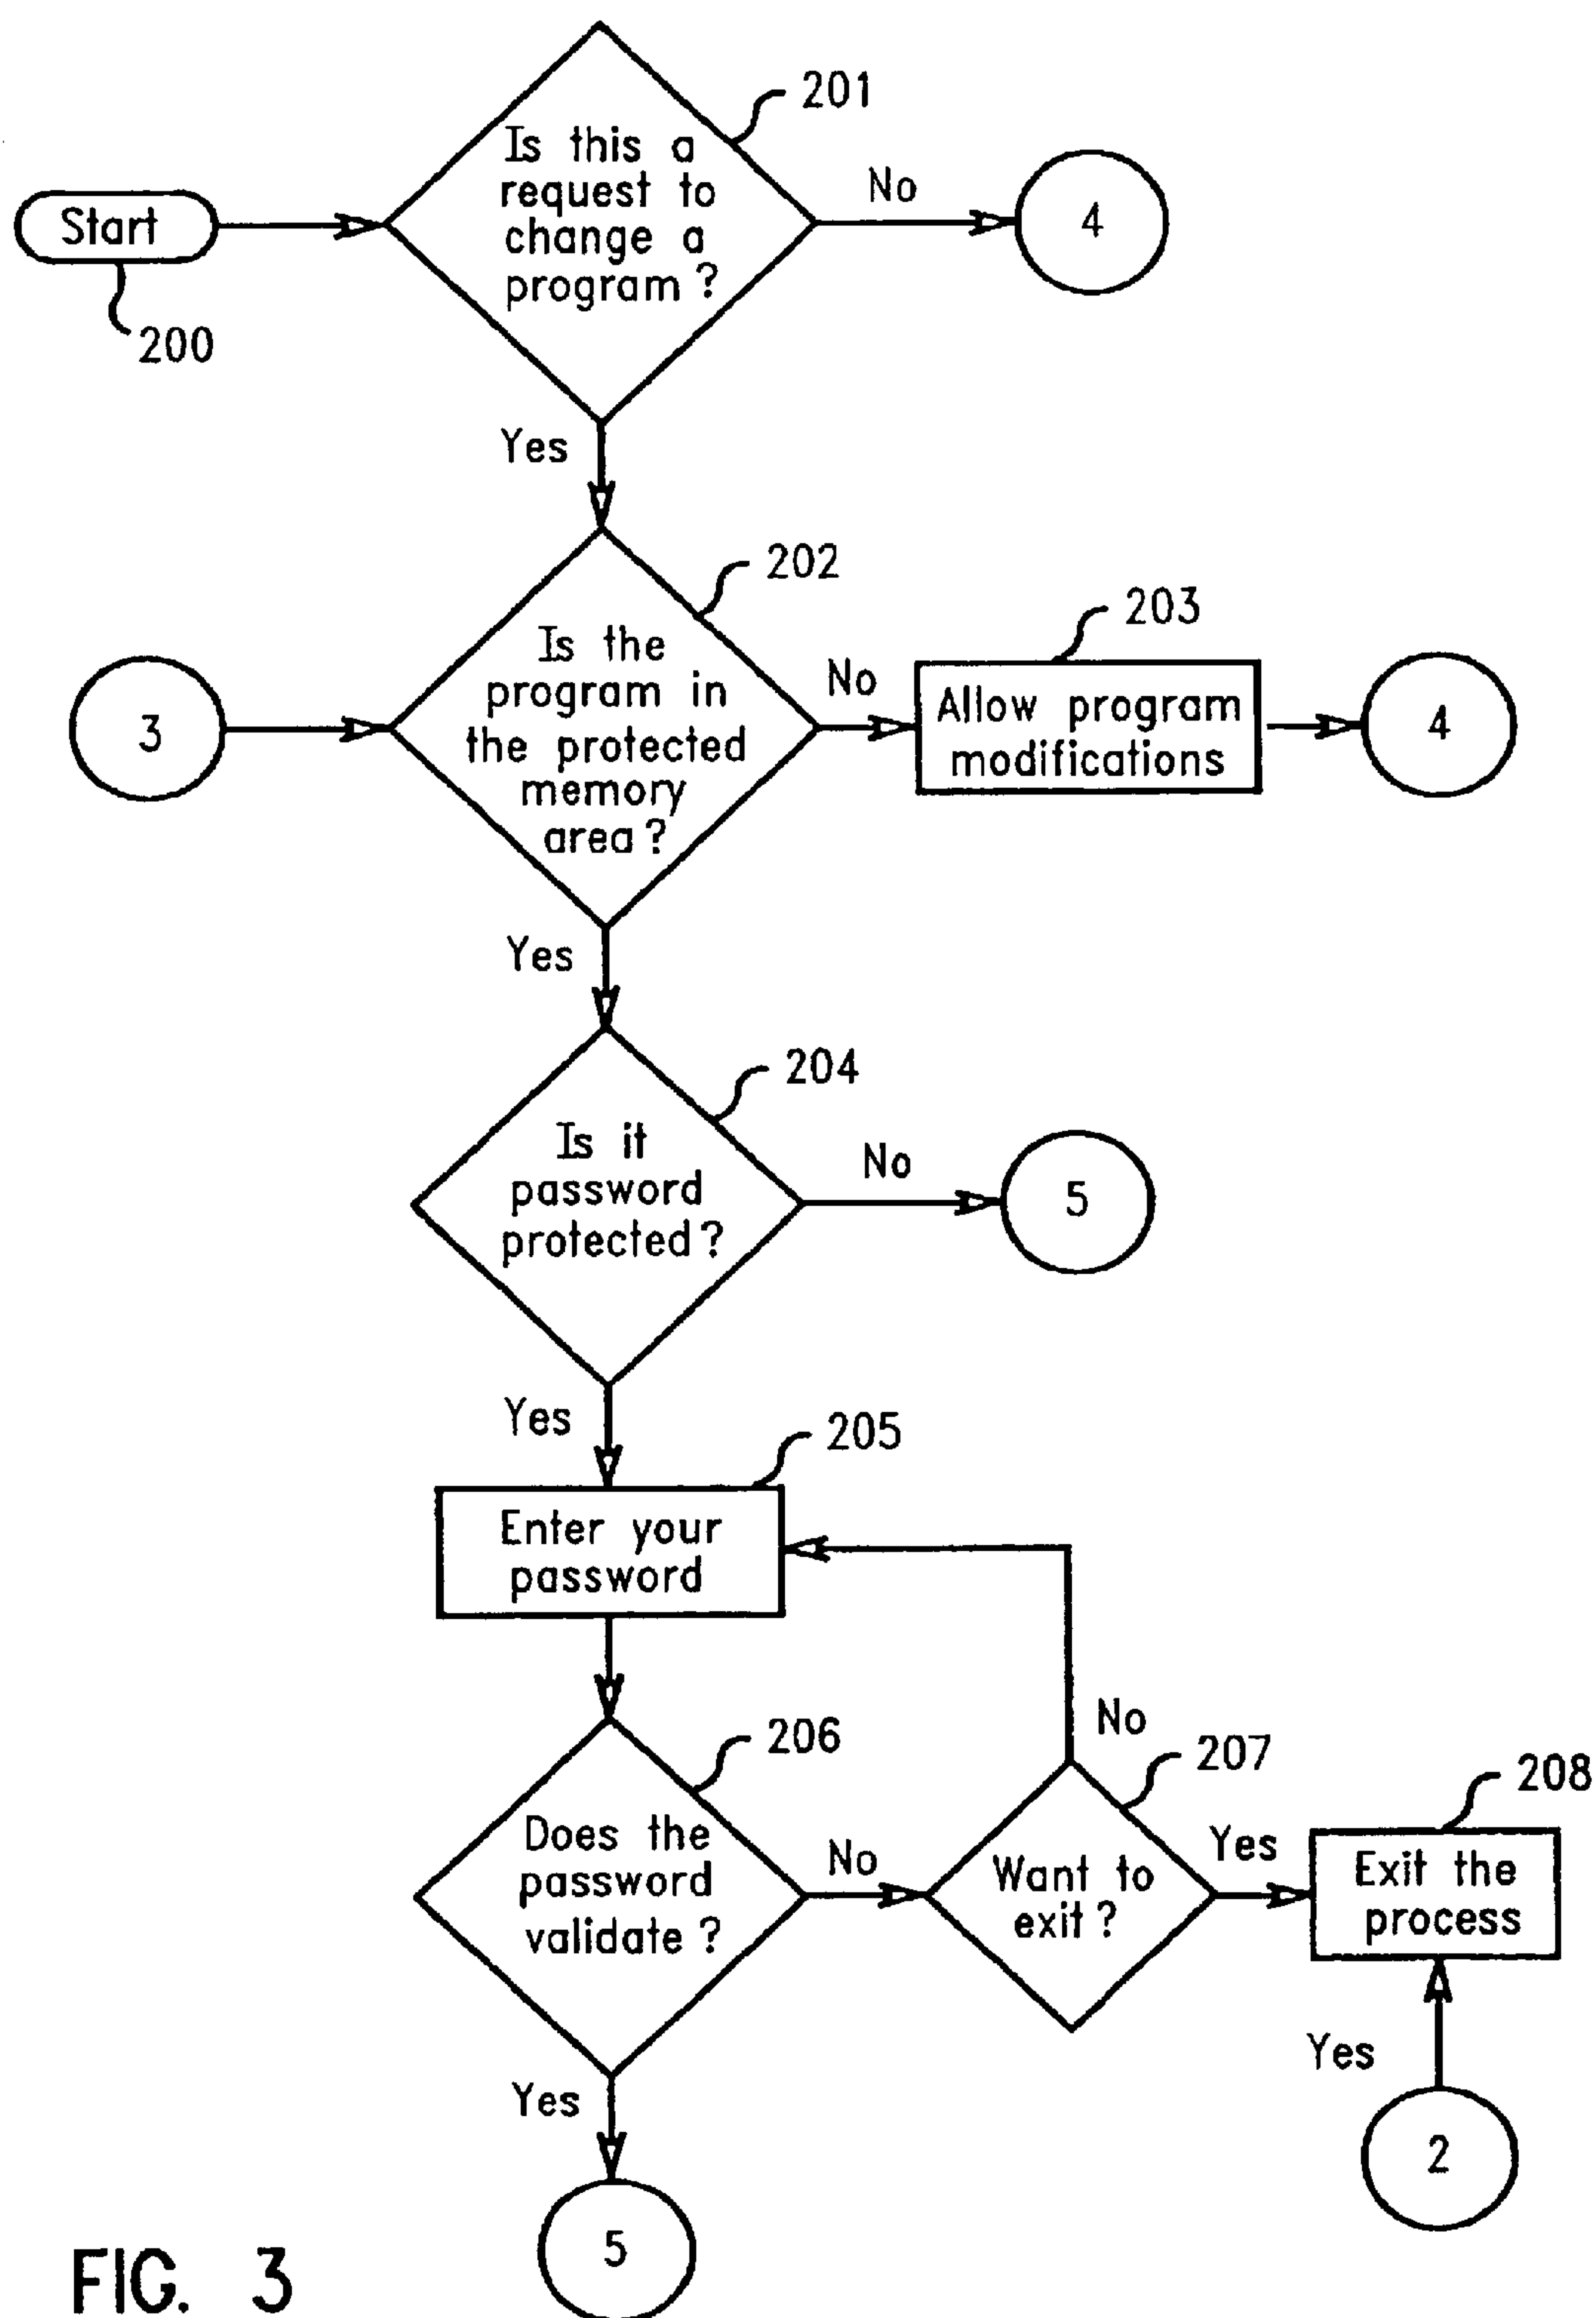 201
Is this a
request to
change a
program ?
No
4
Start
200
Yes
202
203
Is the
program in
the protected
memory
area ?
No
Allow program
modifications
4
3
Yes
204
Is it
password
protected ?
No
5
Yes
205
Enter your
password
206
Does the
password
validate ?
No
No
207
Want to
exit ?
Yes
208
Exit the
process
Yes
2
Yes
5
FIG. 3